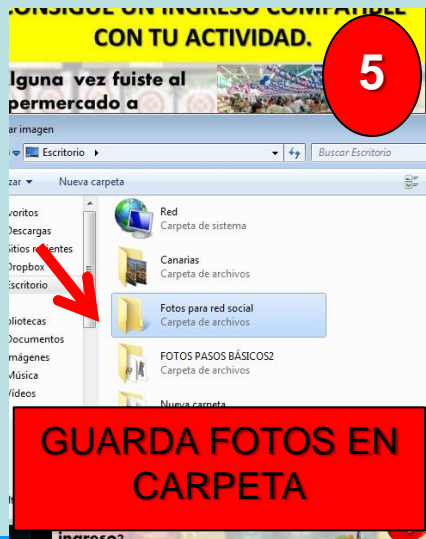 CONSIGUE UN INGRESO COMPATIBLE
CON TU ACTIVIDAD.
lguna vez fuiste al
permercado a
5
ar imagen
Escritorio
Buscar Escritorio
zar
Nueva carpeta
voritos
Descargas
Sitios recientes
Dropbox
Escritorio
bliotecas
Documentos
mágenes
Música
Vídeos
Red
Carpeta de sistema
Canarias
Carpeta de archivos
Fotos para red social
Carpeta de archivos
FOTOS PASOS BÁSICOS2
Carpeta de archivos
Nueva carpeta
GUARDA FOTOS EN
CARPETA
ingreso?